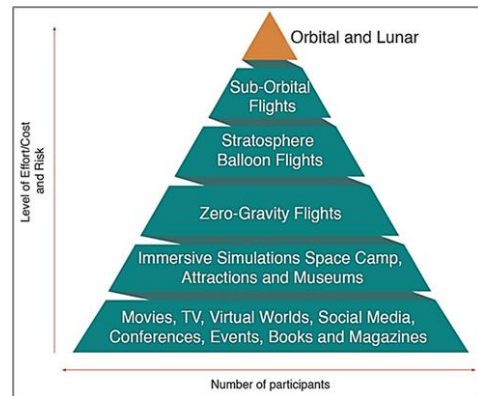 Orbital and Lunar
Sub-Orbital
Flights
Stratosphere
Balloon Flights
Zero-Gravity Flights
Immersive Simulations Space Camp,
Attractions and Museums
Movies, TV, Virtual Worlds, Social Media,
Conferences, Events, Books and Magazines
Level of Effort/Cost
and Risk
Number of participants